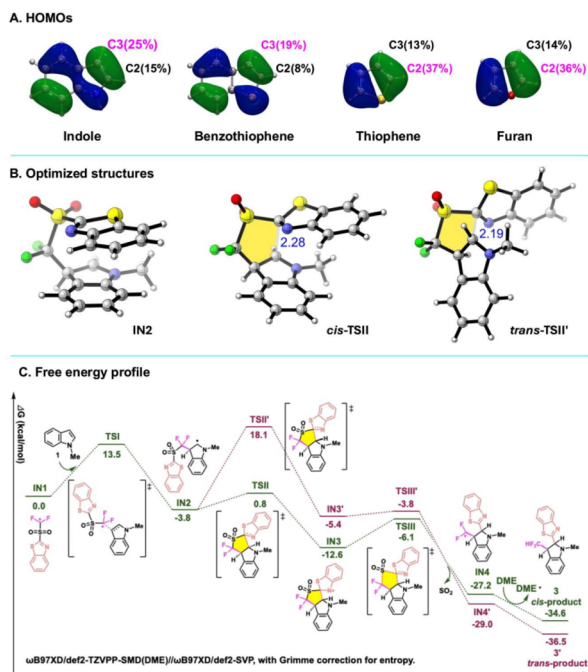 A. HOMOs
C3(25%)
C2(15%)
Indole
C3(19%)
C2(8%)
Benzothiophene
C3(13%)
C2(37%)
Thiophene
C3(14%)
C2(36%)
Furan
B. Optimized structures
IN2
2.28
cis-TSII
2.19
trans-TSII'
C. Free energy profile
ΔG (kcal/mol)
IN1
0.0
1
TSI
13.5
IN2
-3.8
TSII'
18.1
TSII
0.8
IN3'
-5.4
IN3
-12.6
TSIII'
-3.8
TSIII
-6.1
SO2
IN4
-27.2
IN4'
-29.0
DME
DME
3
cis-product
-34.6
-36.5
3'
trans-product
ωB97XD/def2-TZVPP-SMD(DME)//ωB97XD/def2-SVP, with Grimme correction for entropy.